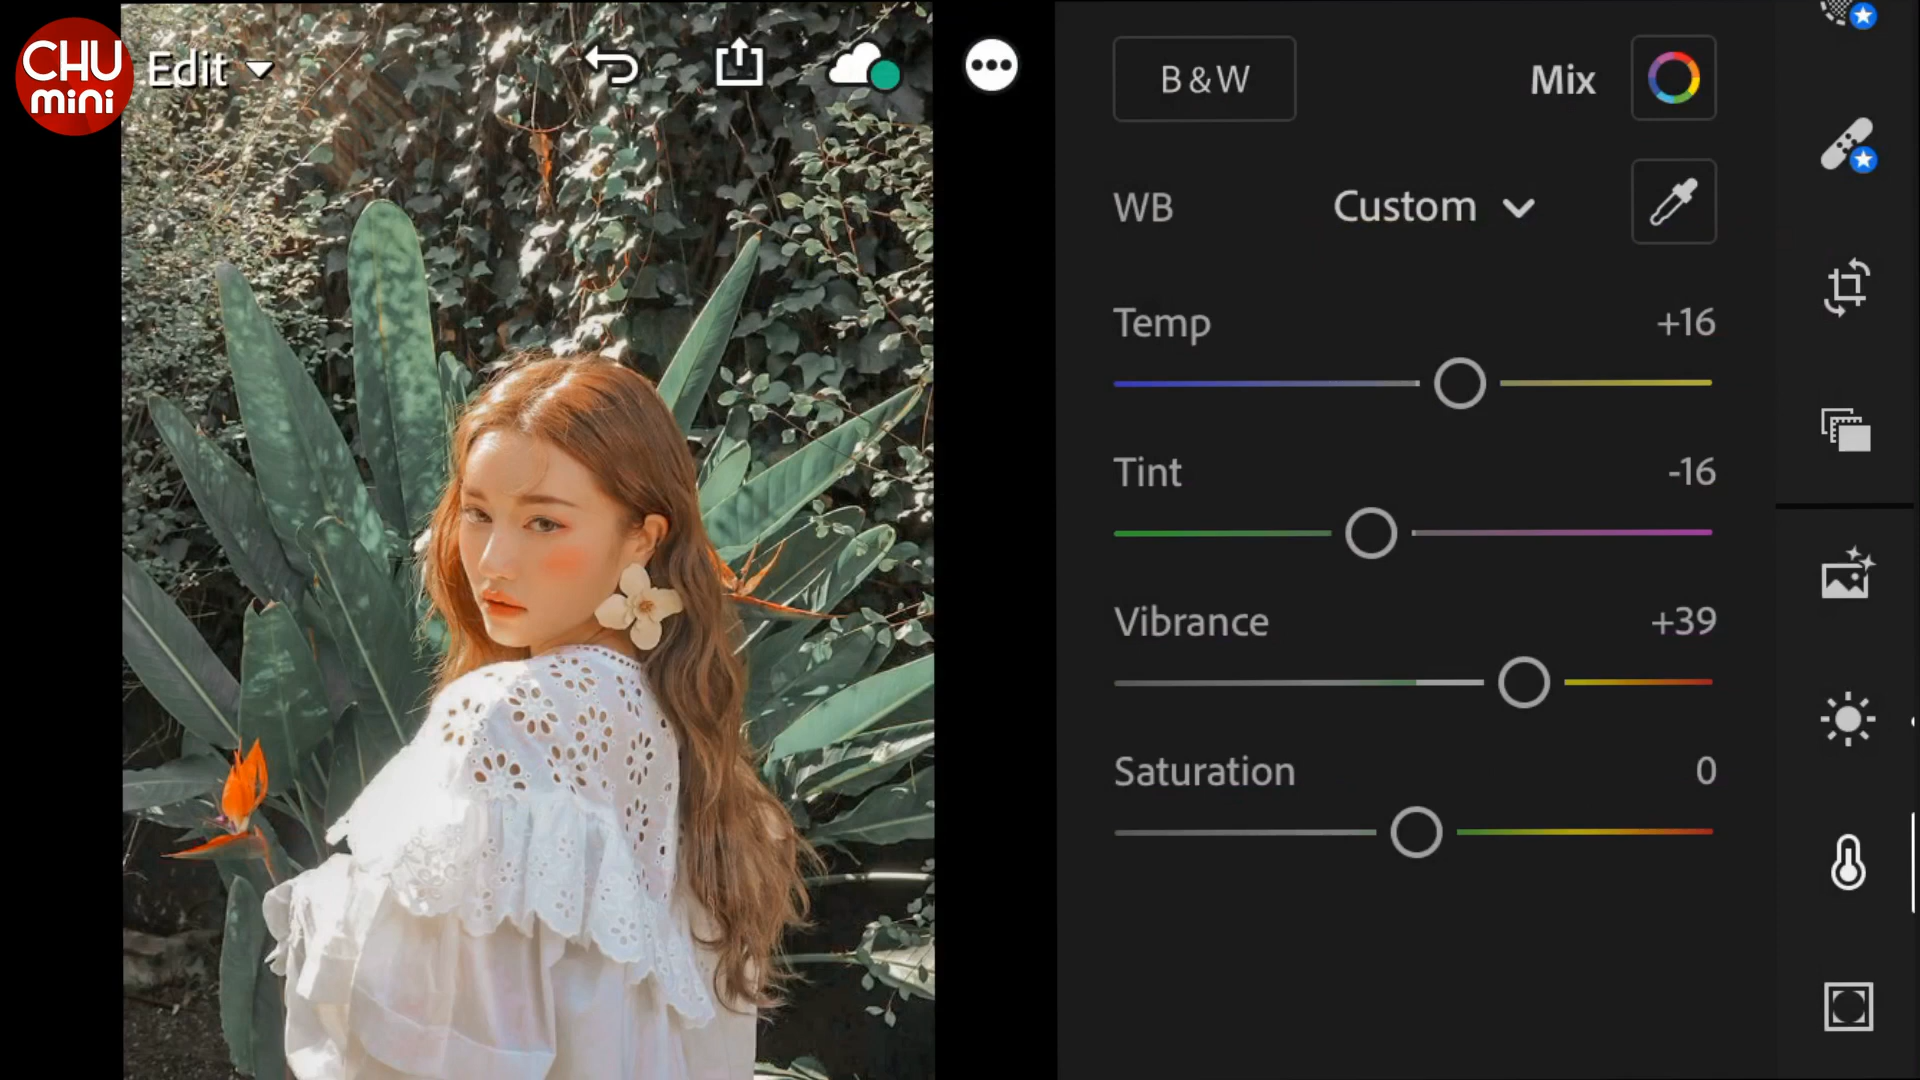 CHU
mini
Edit
B&W
Mix
WB
Custom
Temp
+16
Tint
-16
Vibrance
+39
Saturation
0